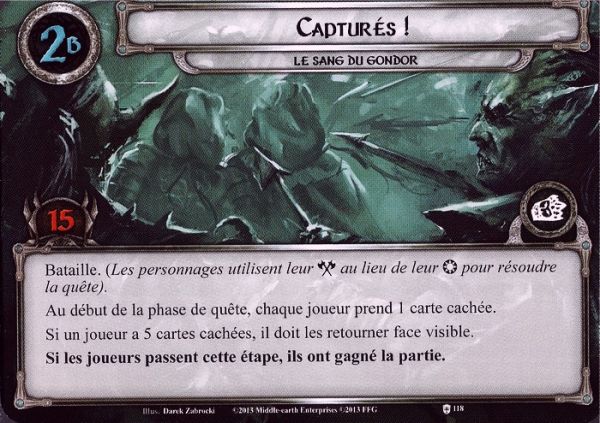 2B
CAPTURÉS !
LE SANG DU GONDOR
15
Bataille. (Les personnages utilisent leur au lieu de leur pour résoudre
la quête).
Au début de la phase de quête, chaque joueur prend 1 carte cachée.
Si un joueur a 5 cartes cachées, il doit les retourner face visible.
Si les joueurs passent cette étape, ils ont gagné la partie.
Illus. Darek Zabrocki ©2013 Middle-earth Enterprises ©2013 FFG 118